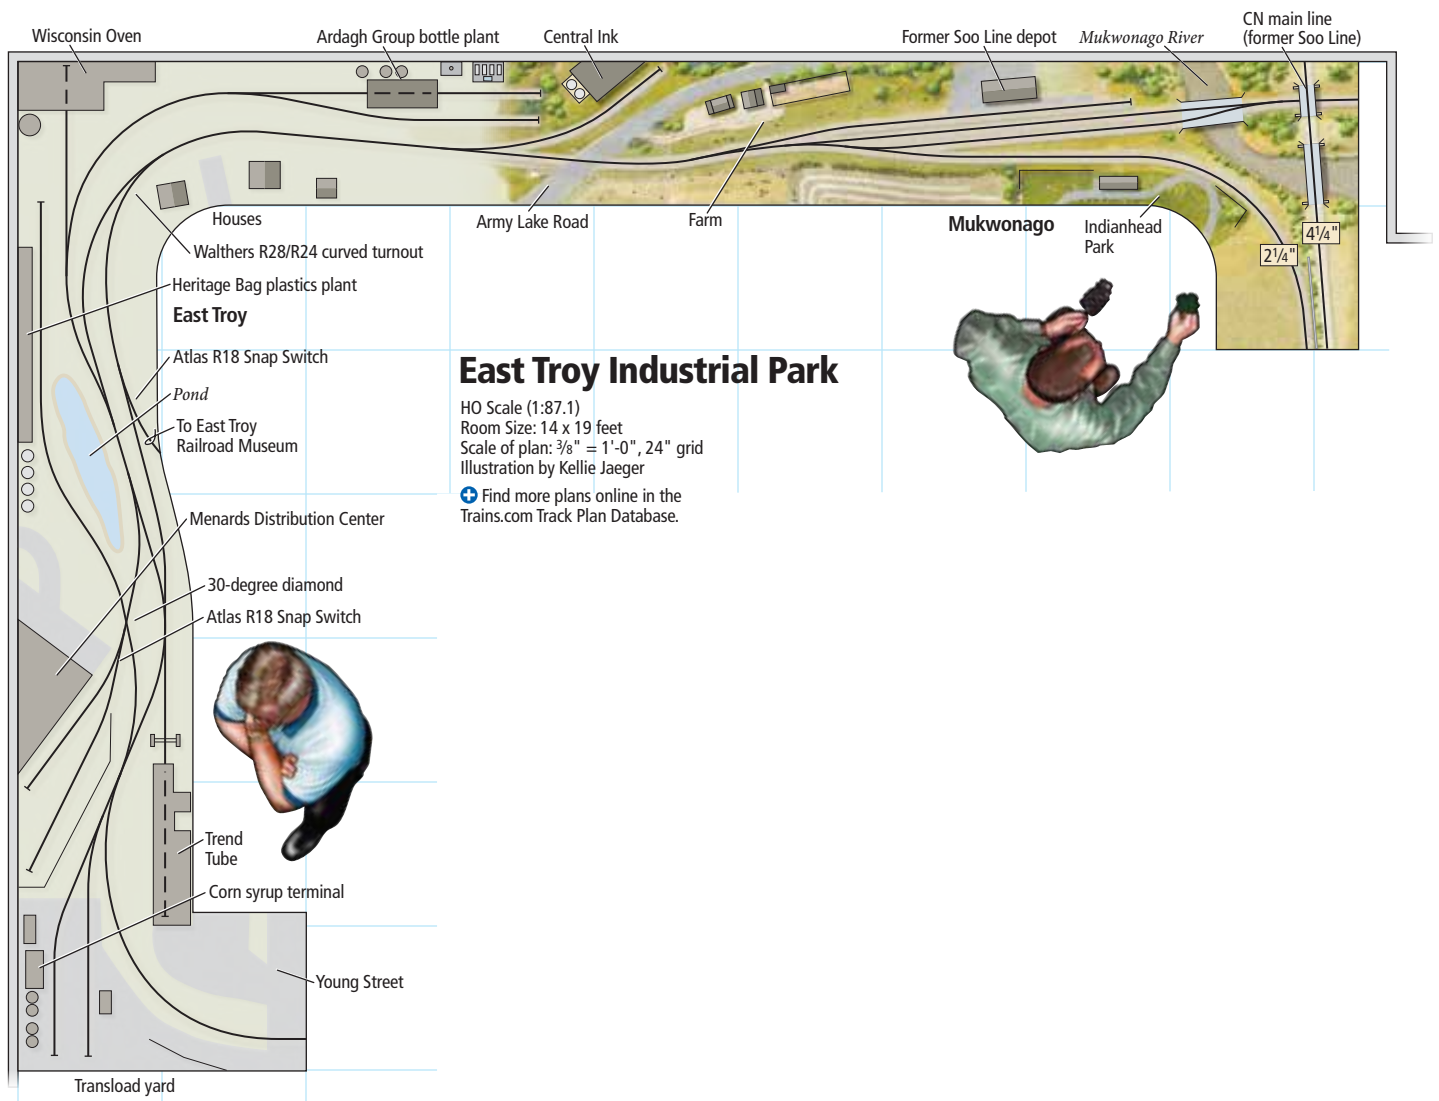 Wisconsin Oven
Ardagh Group bottle plant
Central Ink
Former Soo Line depot
Mukwonago River
CN main line
(former Soo Line)
Houses
Army Lake Road
Farm
Mukwonago
Indianhead
Park
4¼"
2¼"
Walthers R28/R24 curved turnout
Heritage Bag plastics plant
East Troy
Atlas R18 Snap Switch
Pond
To East Troy
Railroad Museum
East Troy Industrial Park
HO Scale (1:87.1)
Room Size: 14 x 19 feet
Scale of plan: ⅜" = 1'-0", 24" grid
Illustration by Kellie Jaeger
Find more plans online in the
Trains.com Track Plan Database.
Menards Distribution Center
30-degree diamond
Atlas R18 Snap Switch
Trend
Tube
Corn syrup terminal
Young Street
Transload yard